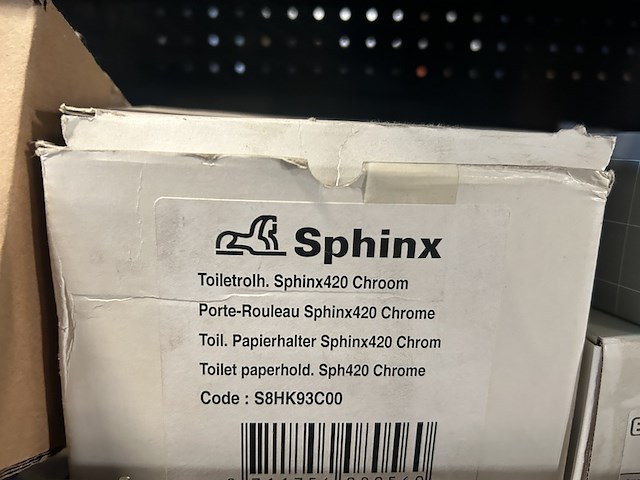 Sphinx
Toiletrolh. Sphinx420 Chroom
Porte-Rouleau Sphinx420 Chrome
Toil. Papierhalter Sphinx420 Chrom
Toilet paperhold. Sph420 Chrome
Code : S8HK93C00